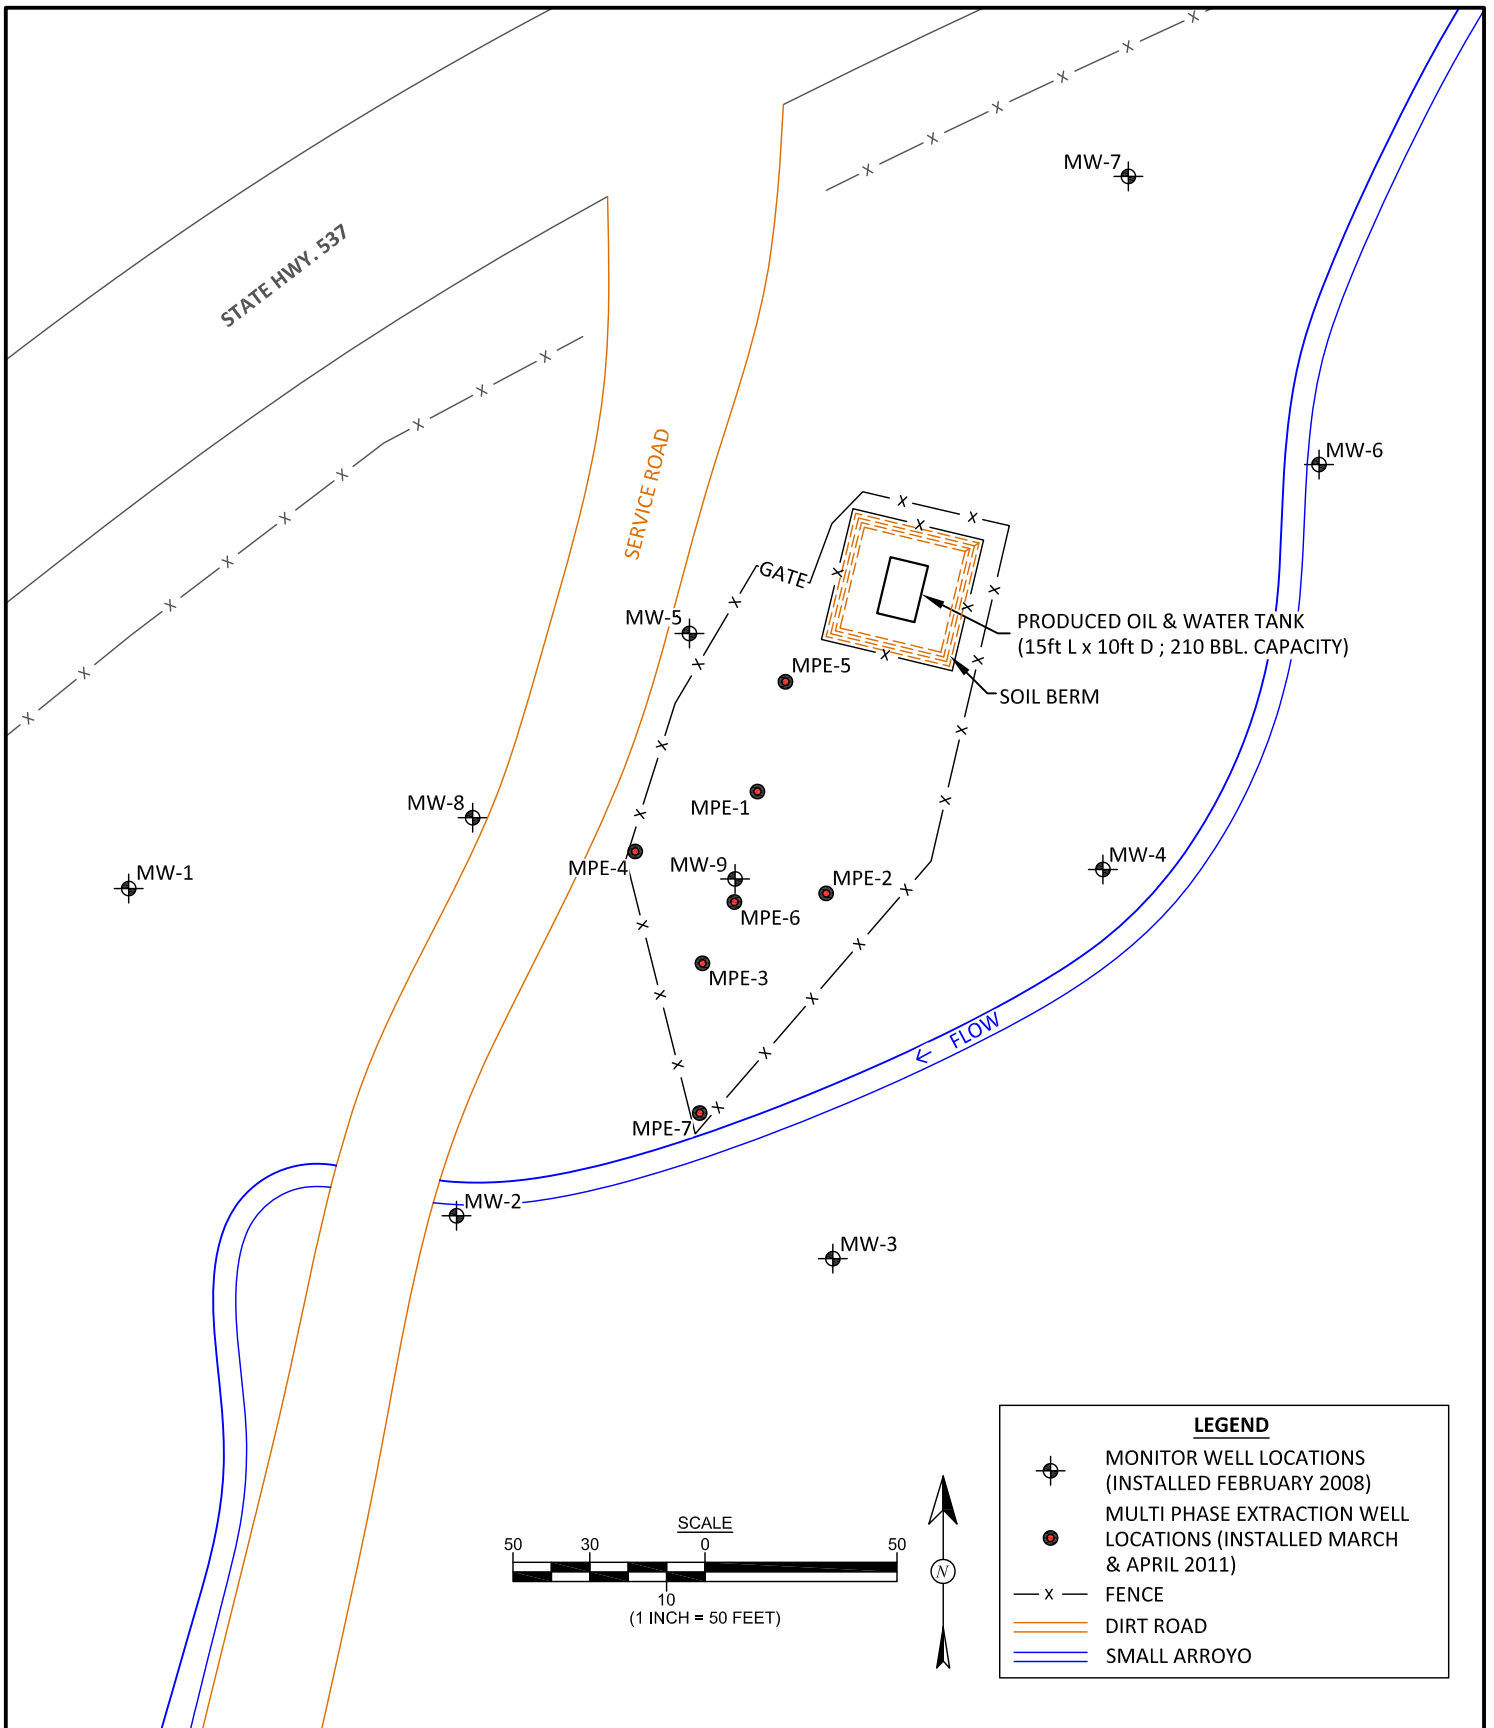 MW-7
STATE HWY. 537
MW-6
SERVICE ROAD
GATE
MW-5
PRODUCED OIL & WATER TANK
(15ft L x 10ft D ; 210 BBL. CAPACITY)
MPE-5
SOIL BERM
MW-8
MPE-1
MW-1
MPE-4
MW-9
MW-4
MPE-2
MPE-6
MPE-3
FLOW
MPE-7
MW-2
MW-3
LEGEND
MONITOR WELL LOCATIONS
(INSTALLED FEBRUARY 2008)
MULTI PHASE EXTRACTION WELL
LOCATIONS (INSTALLED MARCH
& APRIL 2011)
X FENCE
DIRT ROAD
SMALL ARROYO
SCALE
50 30 0 50
10
(1 INCH = 50 FEET)
N